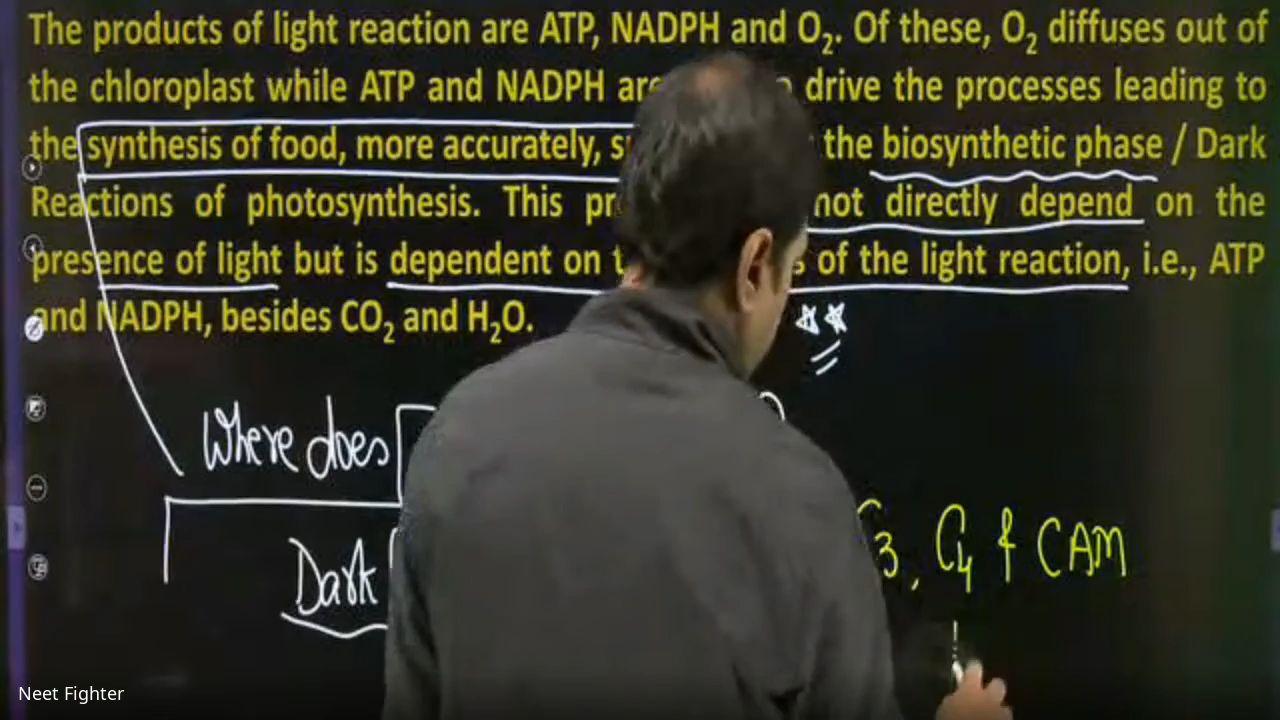 The products of light reaction are ATP, NADPH and O₂. Of these, O₂ diffuses out of
the chloroplast while ATP and NADPH are drive the processes leading to
the synthesis of food, more accurately, the biosynthetic phase / Dark
Reactions of photosynthesis. This not directly depend on the
presence of light but is dependent on of the light reaction, i.e., ATP
and NADPH, besides CO₂ and H₂O.
Where does
Dark
C₃, C₄ & CAM
Neet Fighter